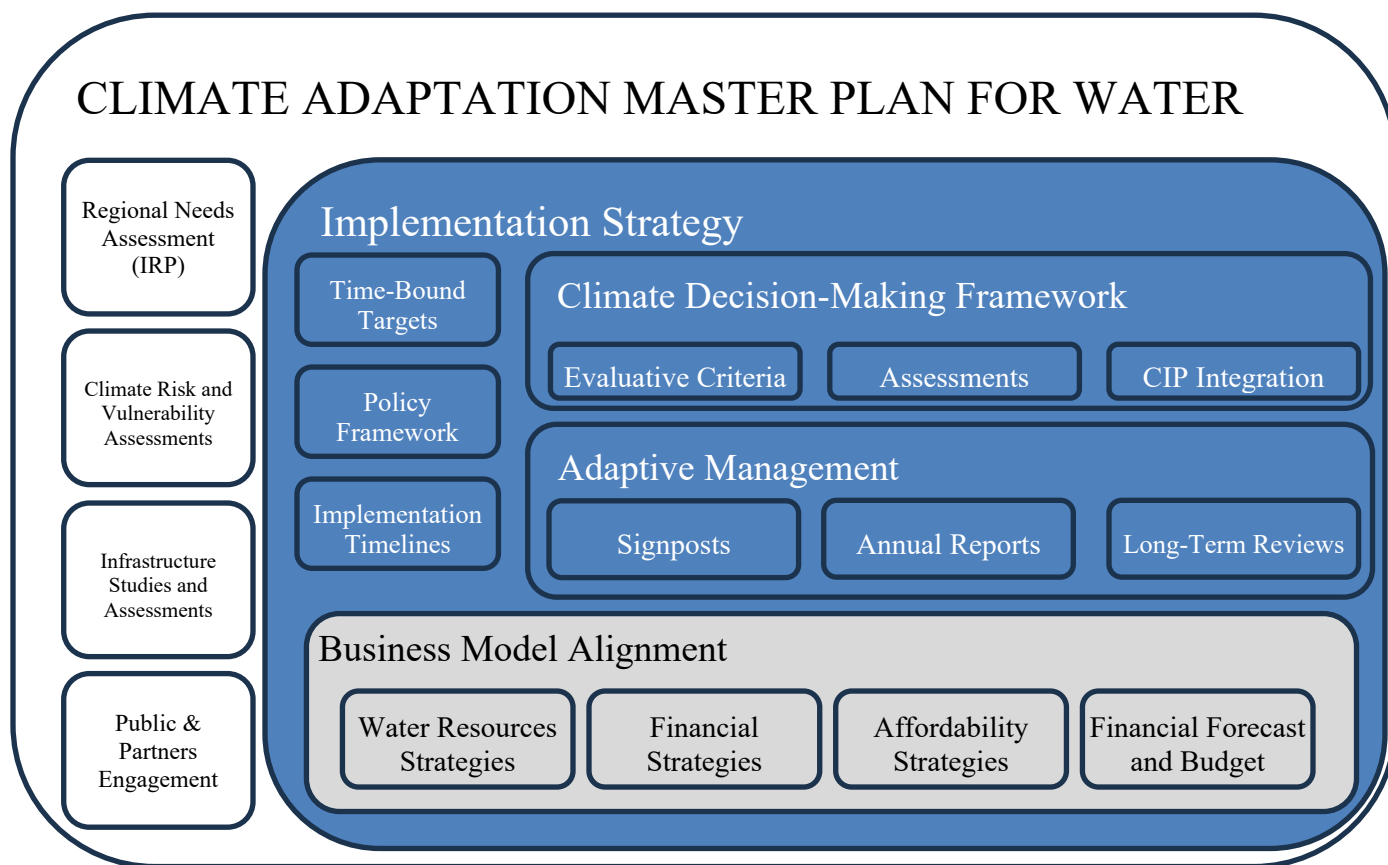 CLIMATE ADAPTATION MASTER PLAN FOR WATER
Regional Needs
Assessment
(IRP)
Climate Risk and
Vulnerability
Assessments
Infrastructure
Studies and
Assessments
Public &
Partners
Engagement
Implementation Strategy
Time-Bound
Targets
Policy
Framework
Implementation
Timelines
Climate Decision-Making Framework
Evaluative Criteria
Assessments
CIP Integration
Adaptive Management
Signposts
Annual Reports
Long-Term Reviews
Business Model Alignment
Water Resources
Strategies
Financial
Strategies
Affordability
Strategies
Financial Forecast
and Budget